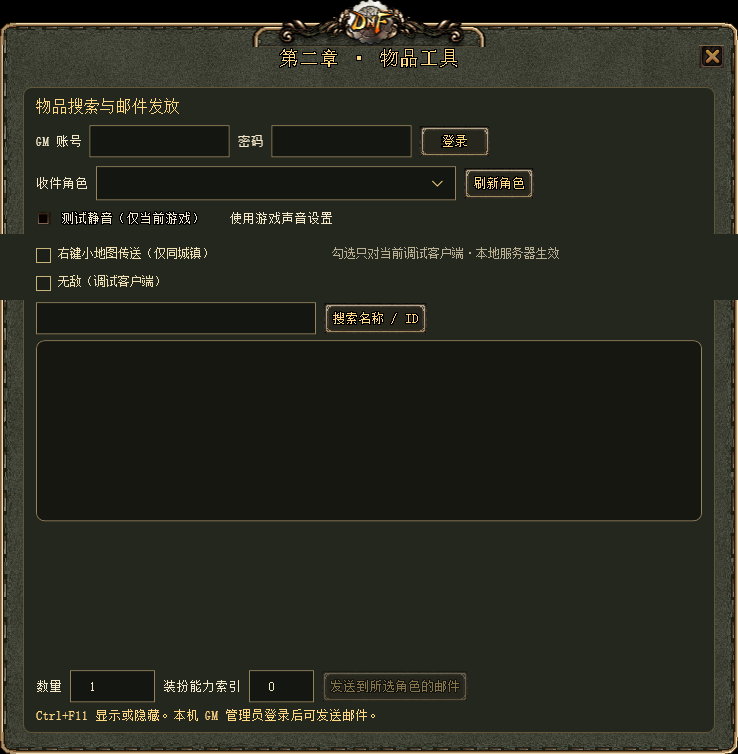 DNF
第二章 · 物品工具
物品搜索与邮件发放
GM 账号 密码 登录
收件角色 刷新角色
测试静音（仅当前游戏） 使用游戏声音设置
右键小地图传送（仅同城镇） 勾选只对当前调试客户端·本地服务器生效
无敌（调试客户端）
搜索名称 / ID
数量 1 装扮能力索引 0 发送到所选角色的邮件
Ctrl+F11 显示或隐藏。本机 GM 管理员登录后可发送邮件。